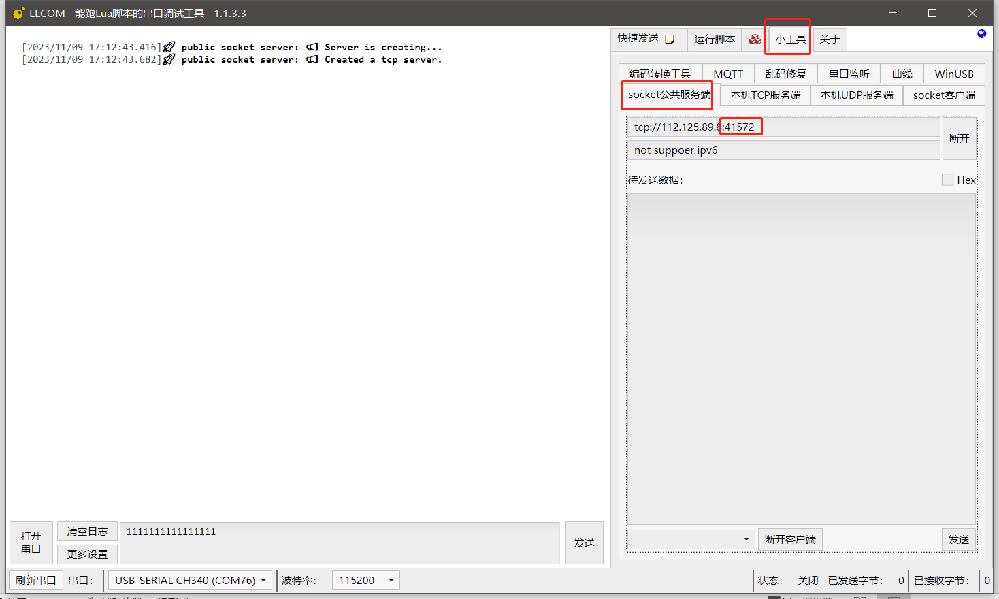 LLCOM - 能跑Lua脚本的串口调试工具 - 1.1.3.3
[2023/11/09 17:12:43.416] public socket server: Server is creating...
[2023/11/09 17:12:43.682] public socket server: Created a tcp server.
快捷发送 运行脚本 小工具 关于
编码转换工具 MQTT 乱码修复 串口监听 曲线 WinUSB
socket公共服务端 本机TCP服务端 本机UDP服务端 socket客户端
tcp://112.125.89.8:41572
断开
not suppoer ipv6
待发送数据： Hex
断开客户端 发送
打开串口
清空日志
更多设置
1111111111111111
发送
刷新串口 串口： USB-SERIAL CH340 (COM76) 波特率： 115200 状态： 关闭 已发送字节： 0 已接收字节： 0